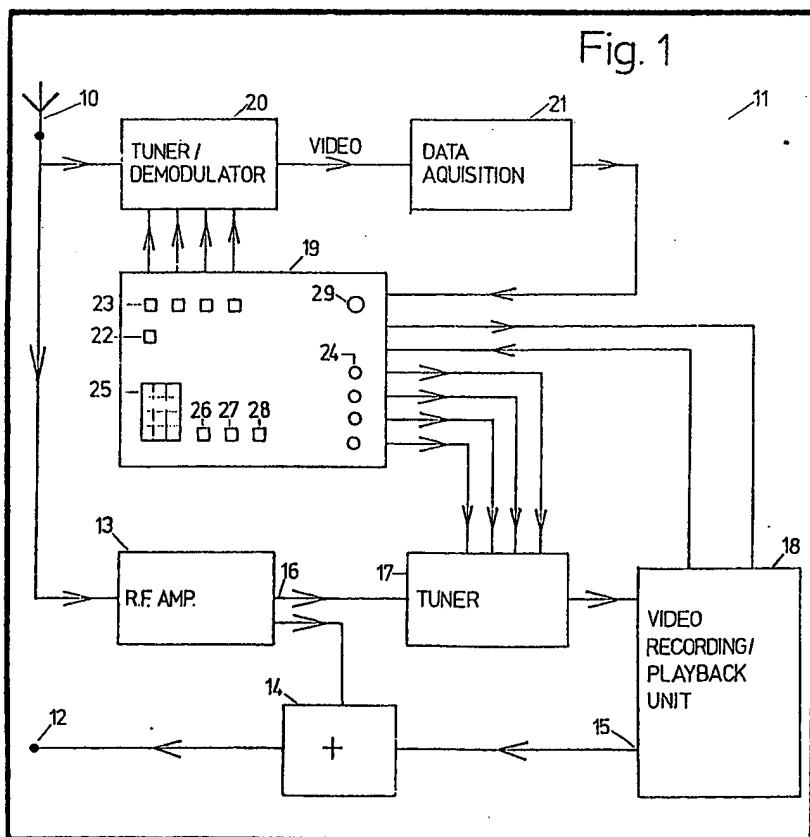 Fig. 1
10
20
21
11
TUNER/
DEMODULATOR
VIDEO
DATA
AQUISITION
19
23
29
22
24
25
26 27 28
13
R.F. AMP.
16
17
TUNER
18
VIDEO
RECORDING/
PLAYBACK
UNIT
14
12
+
15